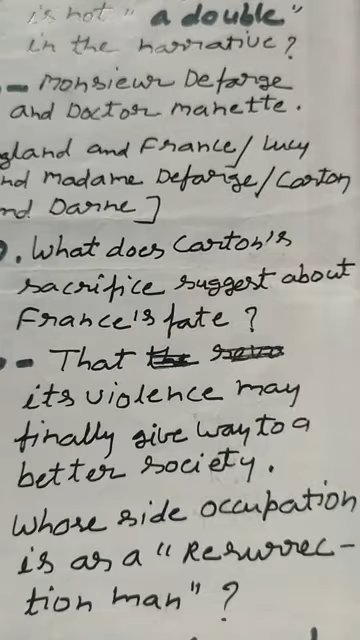 is not "a double"
in the narrative?
- Monsieur Defarge
and Doctor manette.
gland and France/Lucy
nd Madame Defarge/Carton
nd Darne]
. What does Carton's
sacrifice suggest about
France's fate?
- That
its violence may
finally give way to a
better society.
Whose side occupation
is as a "Resurrec-
tion man"?